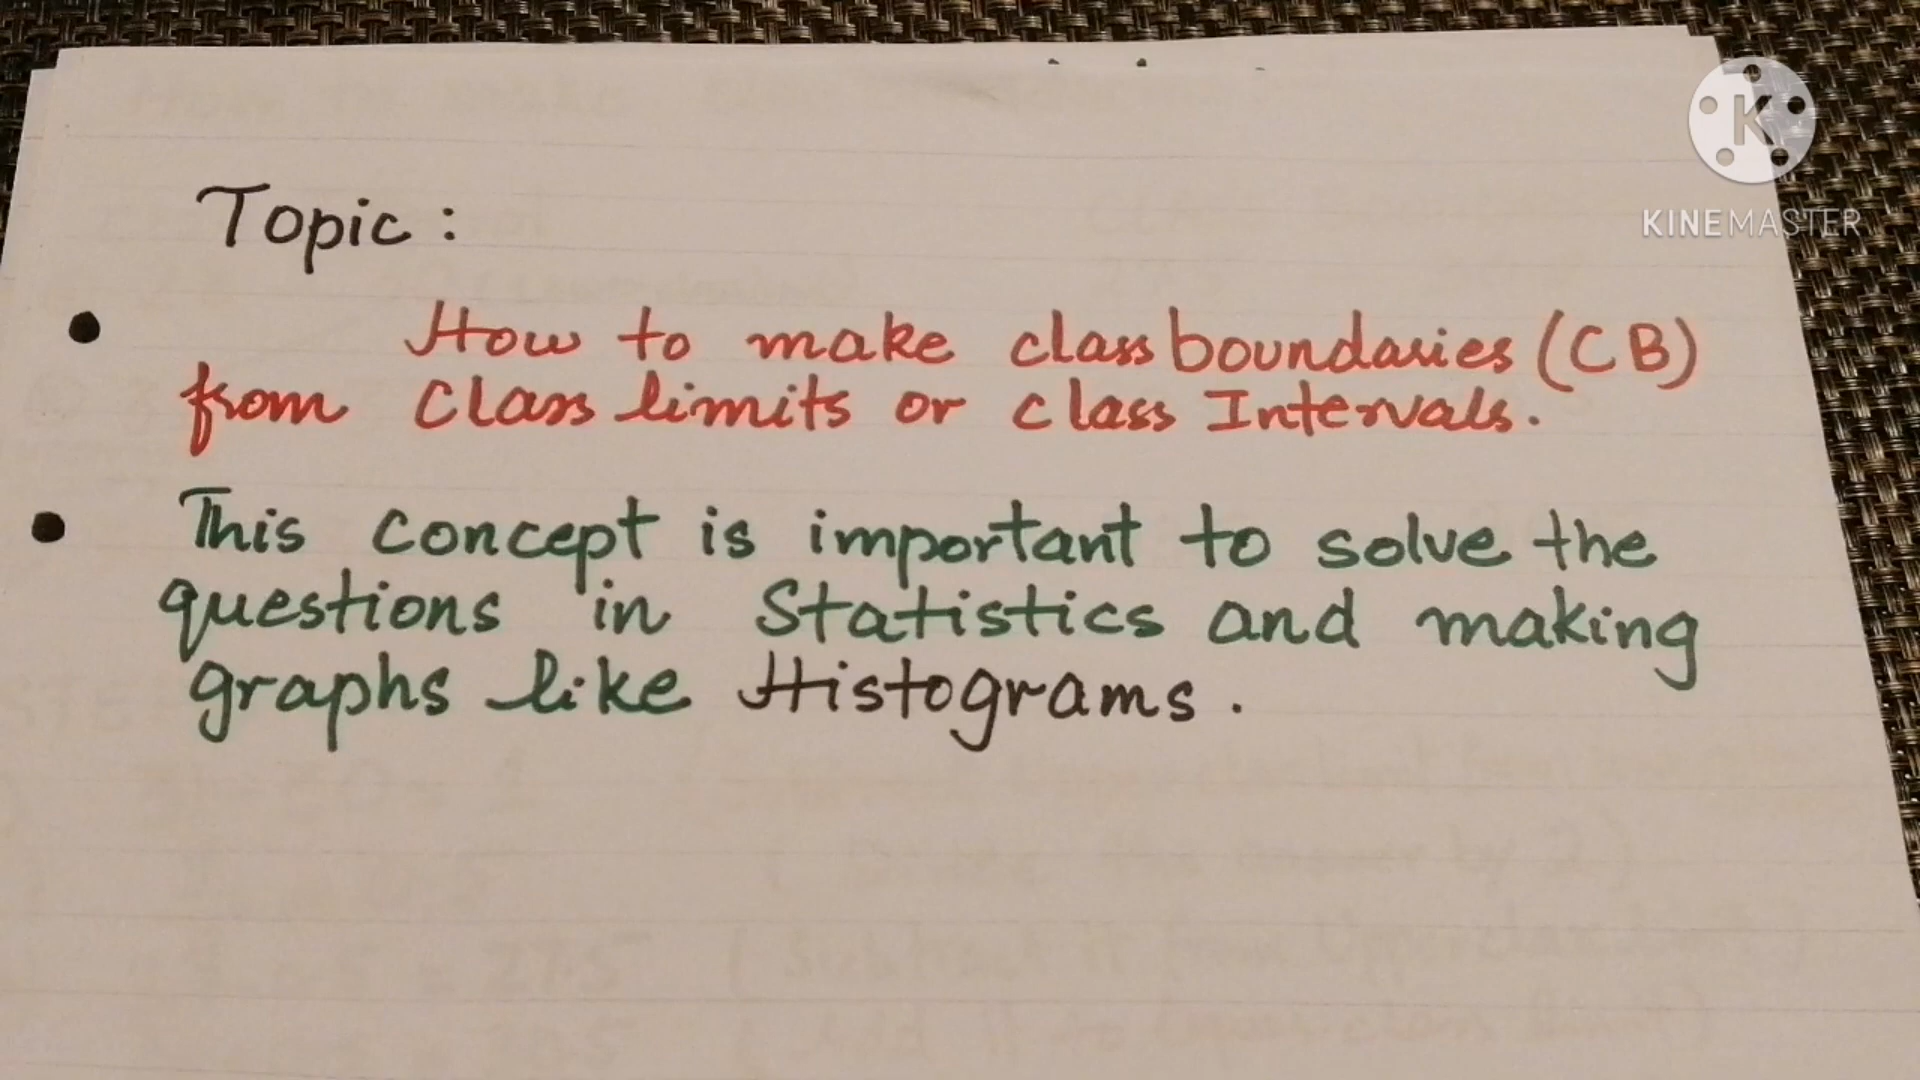 Topic:
How to make class boundaries (CB)
from Class limits or class Intervals.
This concept is important to solve the
questions in Statistics and making
graphs like Histograms.
K
KINEMASTER